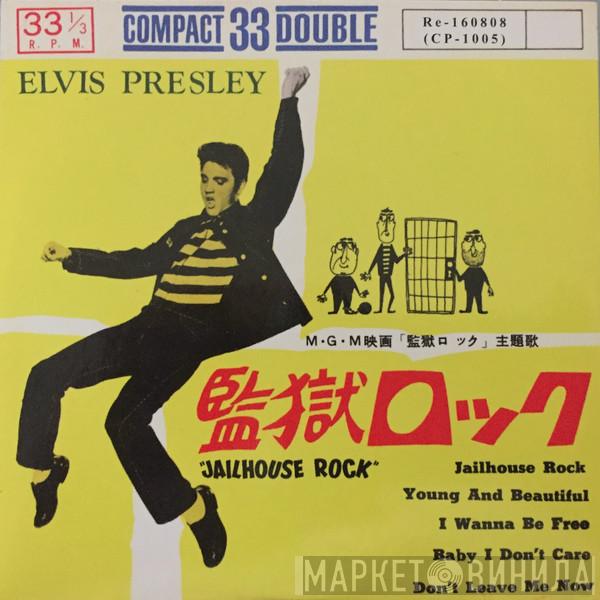 33 1/3
R. P. M.
COMPACT 33 DOUBLE
Re-160808
(CP-1005)
ELVIS PRESLEY
M・G・M映画「監獄ロック」主題歌
監獄ロック
"JAILHOUSE ROCK"
Jailhouse Rock
Young And Beautiful
I Wanna Be Free
Baby I Don't Care
Don't Leave Me Now
МАРКЕТ ВИНИЛА